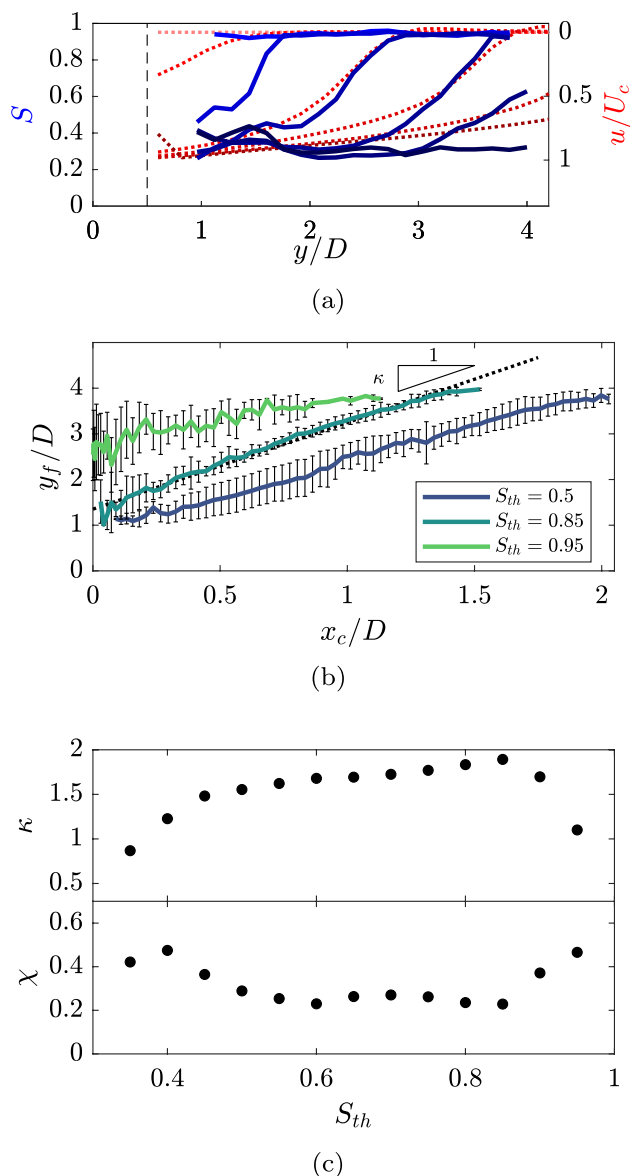 1
0.8
0.6
0.4
0.2
0
S
0
0.5
1
u/U_c
0 1 2 3 4
y/D
(a)
4
3
2
1
0
y_f/D
κ
1
S_th = 0.5
S_th = 0.85
S_th = 0.95
0 0.5 1 1.5 2
x_c/D
(b)
2
1.5
1
0.5
κ
0.6
0.4
0.2
0
χ
0.4 0.6 0.8 1
S_th
(c)